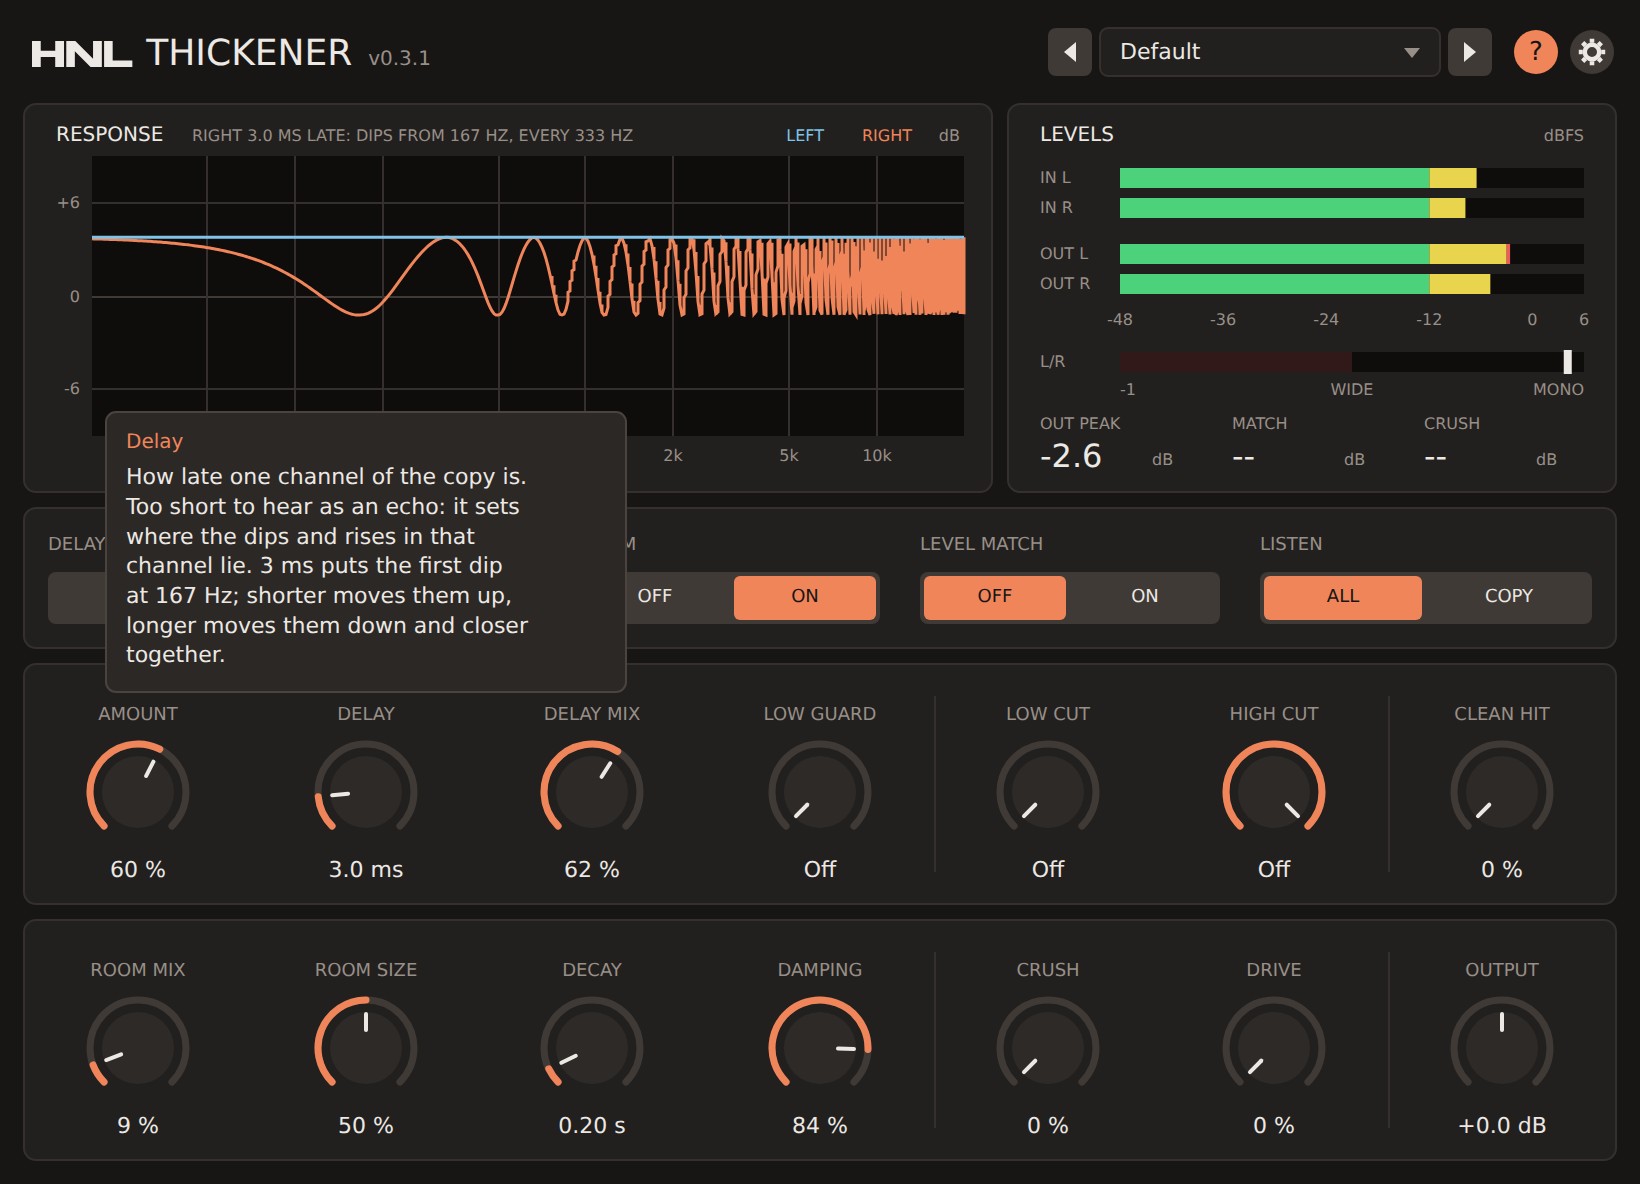 HNL THICKENER v0.3.1
Default
?
RESPONSE RIGHT 3.0 MS LATE: DIPS FROM 167 HZ, EVERY 333 HZ LEFT RIGHT dB
+6
0
-6
2k 5k 10k
LEVELS dBFS
IN L
IN R
OUT L
OUT R
-48 -36 -24 -12 0 6
L/R
-1 WIDE MONO
OUT PEAK MATCH CRUSH
-2.6 dB -- dB -- dB
Delay
How late one channel of the copy is.
Too short to hear as an echo: it sets
where the dips and rises in that
channel lie. 3 ms puts the first dip
at 167 Hz; shorter moves them up,
longer moves them down and closer
together.
DELAY M LEVEL MATCH LISTEN
OFF ON OFF ON ALL COPY
AMOUNT DELAY DELAY MIX LOW GUARD LOW CUT HIGH CUT CLEAN HIT
60 % 3.0 ms 62 % Off Off Off 0 %
ROOM MIX ROOM SIZE DECAY DAMPING CRUSH DRIVE OUTPUT
9 % 50 % 0.20 s 84 % 0 % 0 % +0.0 dB